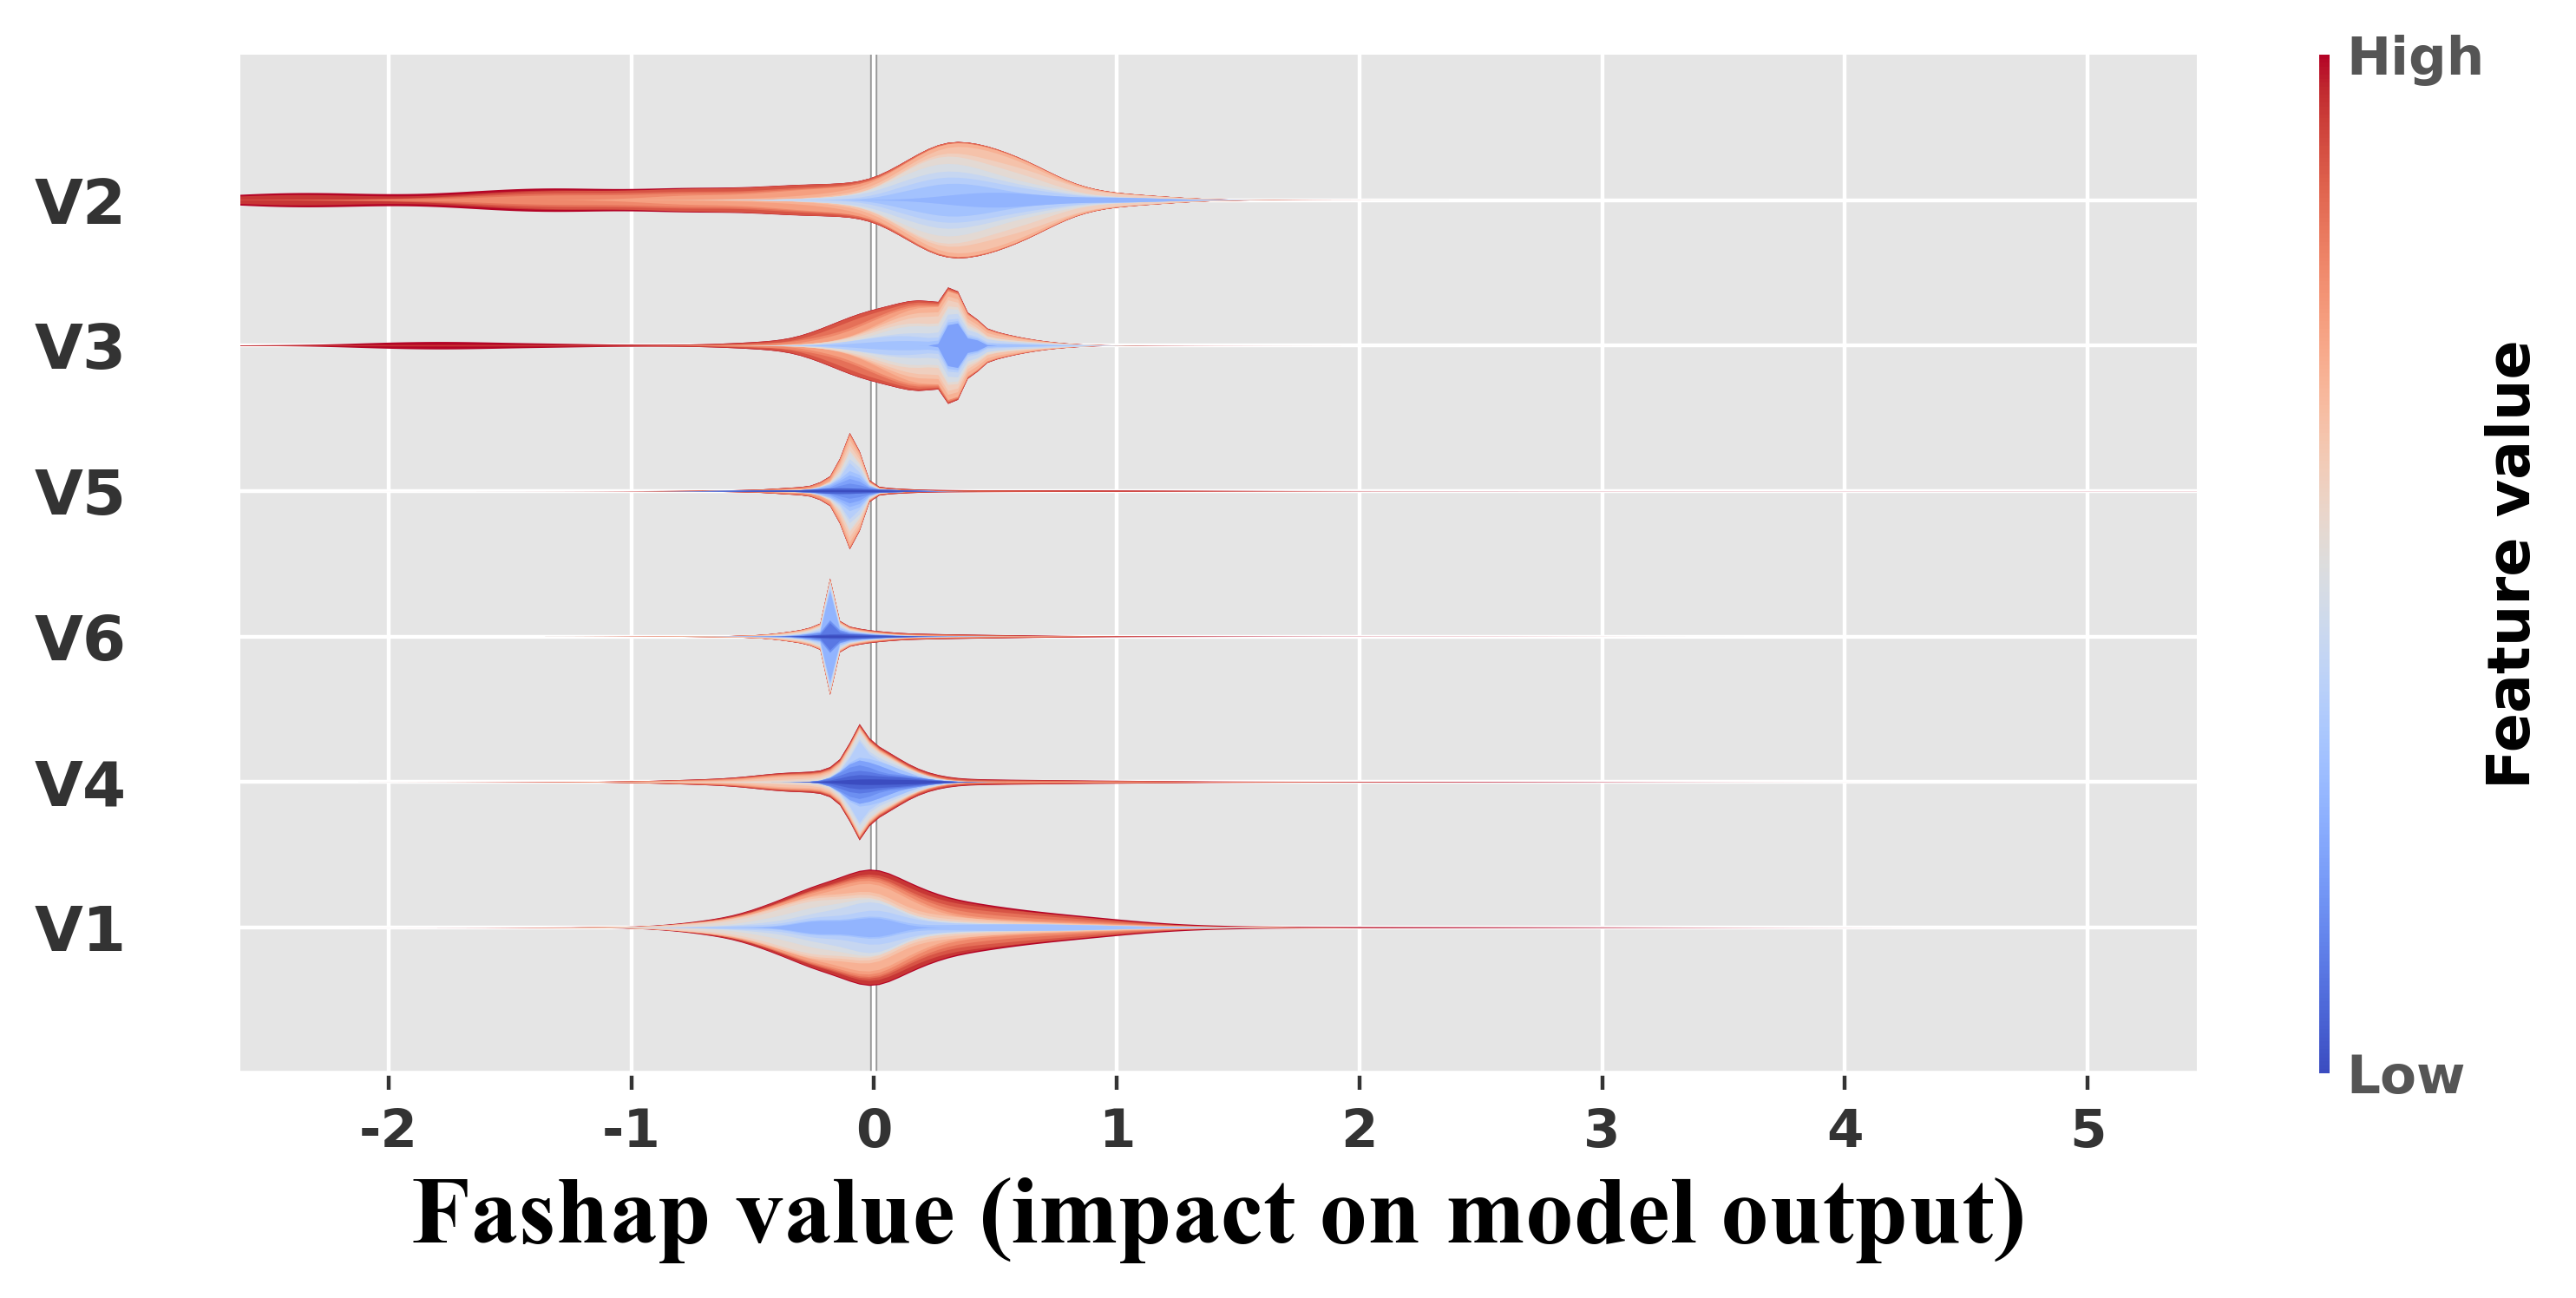 High
V2
V3
V5
V6
V4
V1
Feature value
Low
-2 -1 0 1 2 3 4 5
Fashap value (impact on model output)